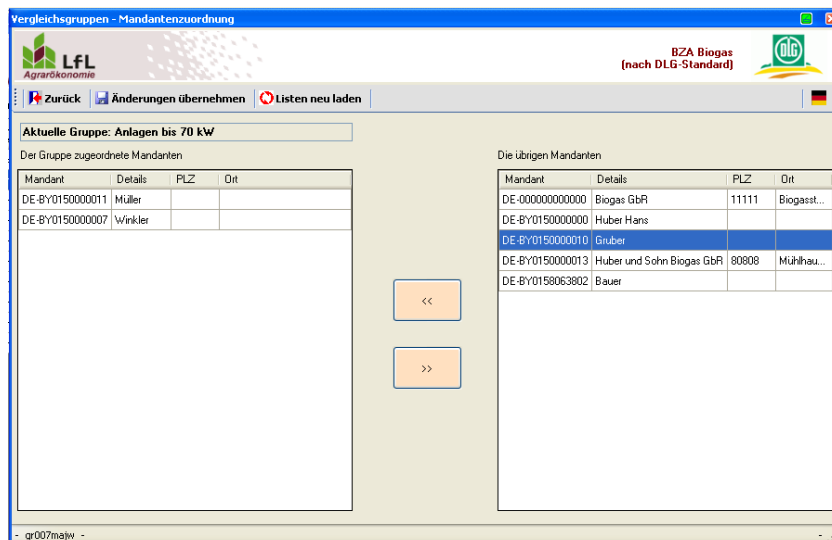 Vergleichsgruppen - Mandantenzuordnung
LfL
Agrarökonomie
BZA Biogas
(nach DLG-Standard)
DLG
Zurück Änderungen übernehmen Listen neu laden
Aktuelle Gruppe: Anlagen bis 70 kW
Der Gruppe zugeordnete Mandanten
Mandant Details PLZ Ort
DE-BY0150000011 Müller
DE-BY0150000007 Winkler
<<
>>
Die übrigen Mandanten
Mandant Details PLZ Ort
DE-000000000000 Biogas GbR 11111 Biogasst...
DE-BY0150000000 Huber Hans
DE-BY0150000010 Gruber
DE-BY0150000013 Huber und Sohn Biogas GbR 80808 Mühlhau...
DE-BY0158063802 Bauer
- gr007majw - -